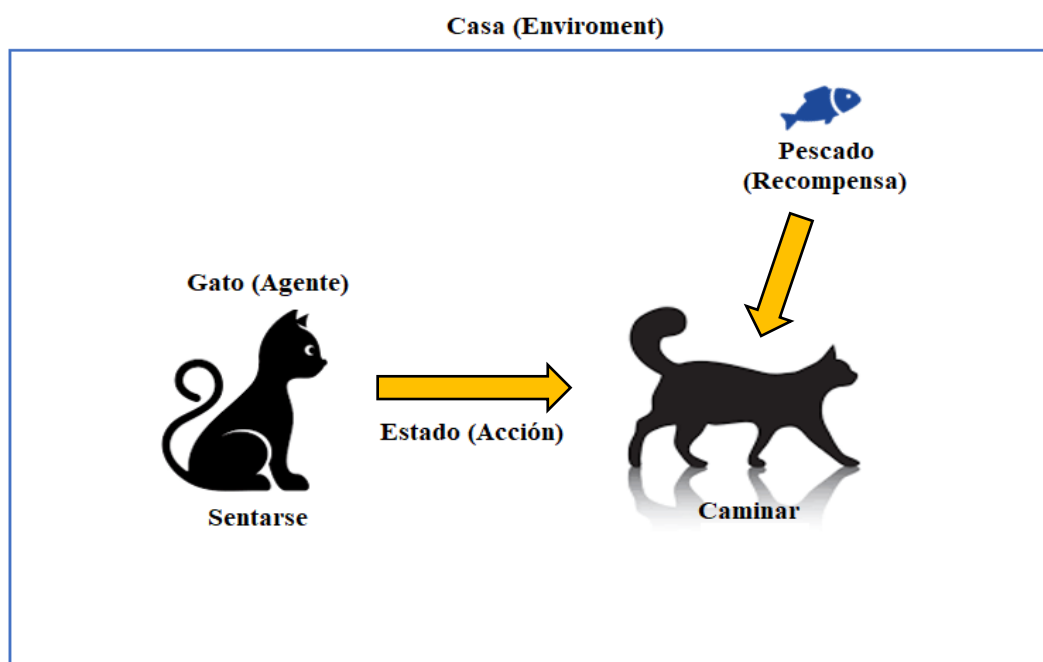 Casa (Enviroment)
Pescado
(Recompensa)
Gato (Agente)
Estado (Acción)
Sentarse
Caminar